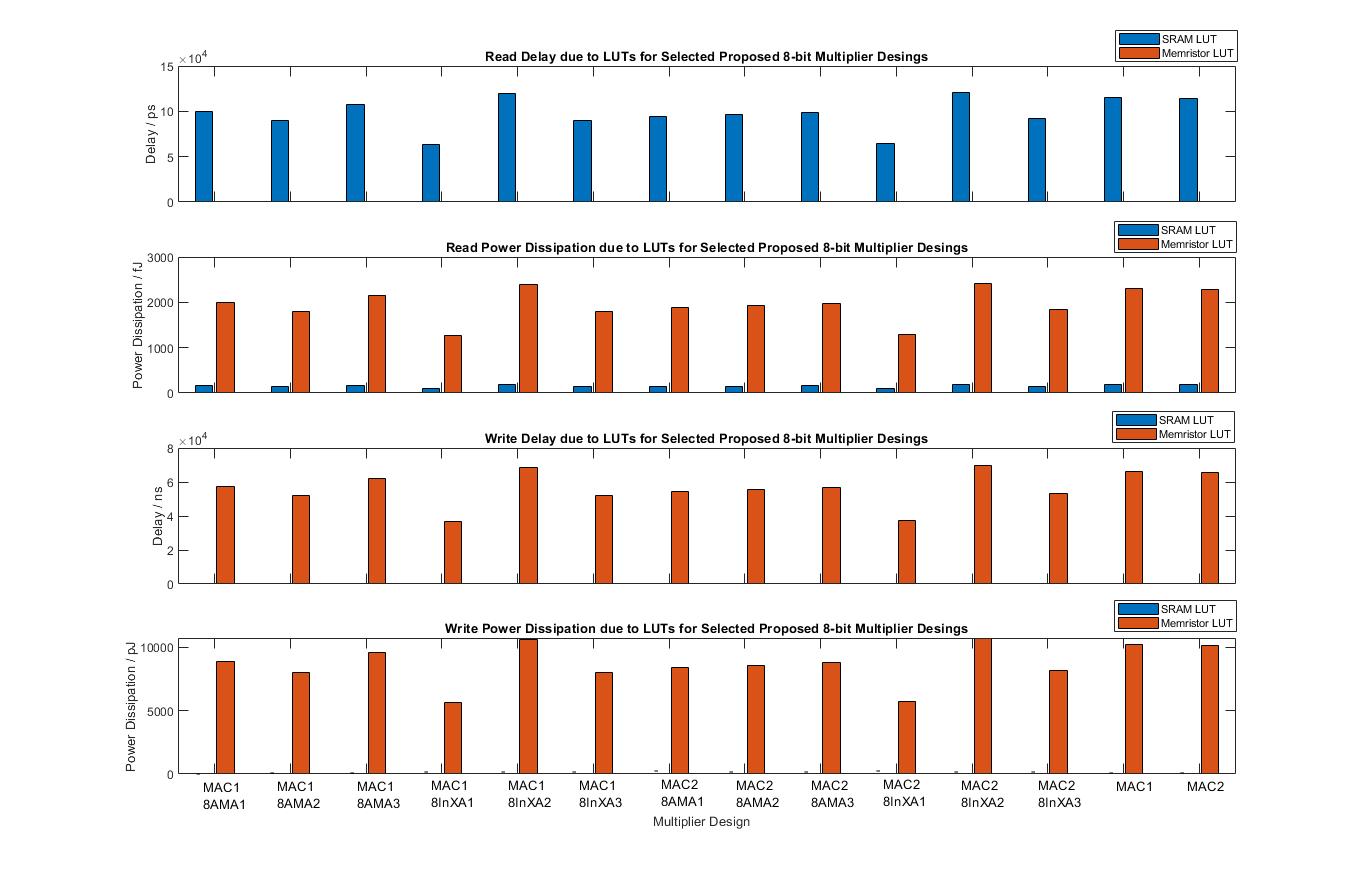 SRAM LUT
Memristor LUT
Read Delay due to LUTs for Selected Proposed 8-bit Multiplier Desings
×10^4
15
10
5
0
Delay / ps
SRAM LUT
Memristor LUT
Read Power Dissipation due to LUTs for Selected Proposed 8-bit Multiplier Desings
3000
2000
1000
0
Power Dissipation / fJ
SRAM LUT
Memristor LUT
Write Delay due to LUTs for Selected Proposed 8-bit Multiplier Desings
×10^4
8
6
4
2
0
Delay / ns
SRAM LUT
Memristor LUT
Write Power Dissipation due to LUTs for Selected Proposed 8-bit Multiplier Desings
10000
5000
0
Power Dissipation / pJ
MAC1 MAC1 MAC1 MAC1 MAC1 MAC1 MAC2 MAC2 MAC2 MAC2 MAC2 MAC2 MAC1 MAC2
8AMA1 8AMA2 8AMA3 8InXA1 8InXA2 8InXA3 8AMA1 8AMA2 8AMA3 8InXA1 8InXA2 8InXA3
Multiplier Design